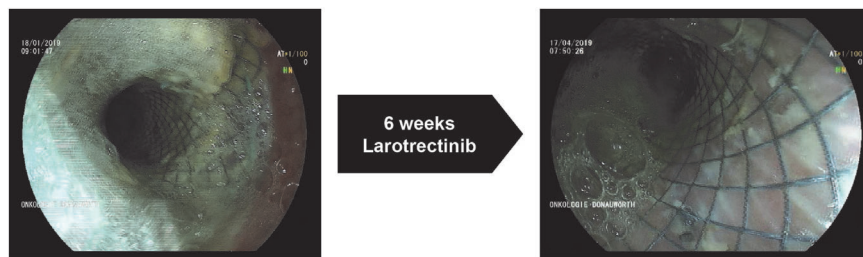 18/01/2019
09:01:47
AT*1/100
0
N
F
6 weeks
Larotrectinib
17/04/2019
07:50:26
AT*1/100
0
N
ONKOLOGIE DONAUWÖRTH